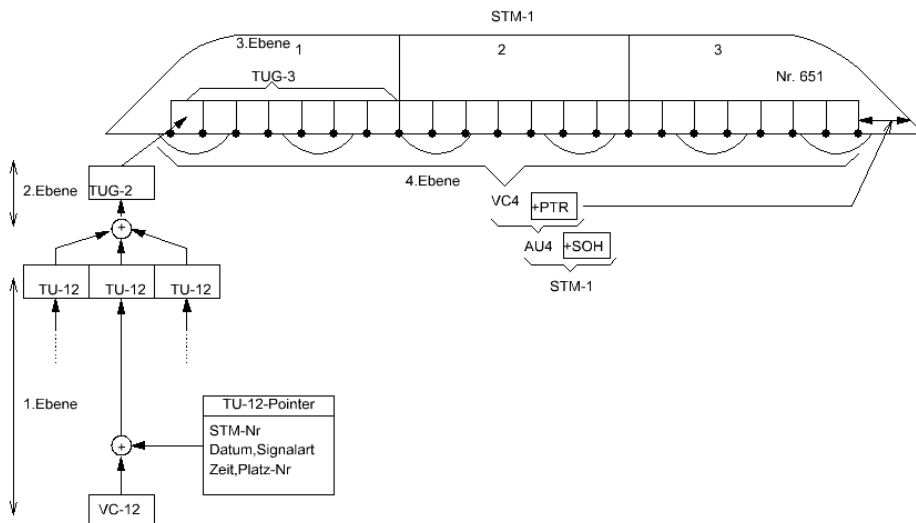 STM-1
3.Ebene 1 2 3
TUG-3
Nr. 651
2.Ebene TUG-2
4.Ebene
VC4 +PTR
AU4 +SOH
STM-1
+
TU-12 TU-12 TU-12
1.Ebene
TU-12-Pointer
STM-Nr
Datum,Signalart
Zeit,Platz-Nr
+
VC-12